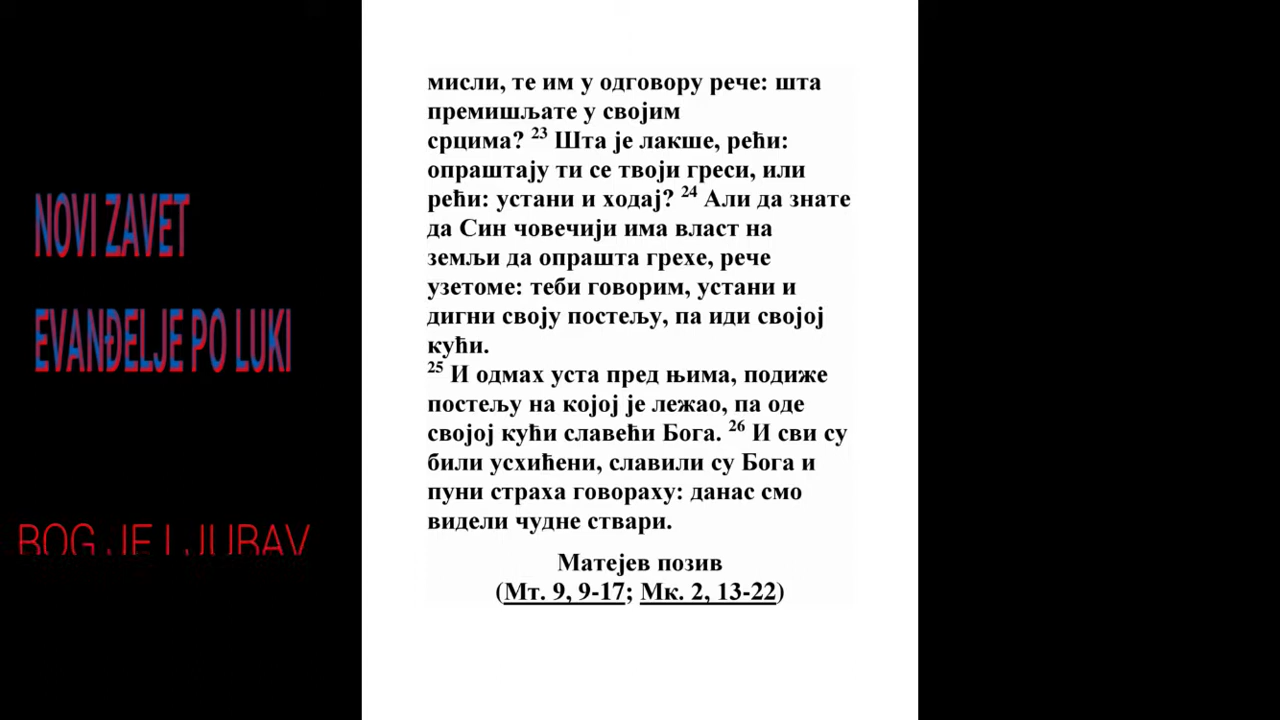 NOVI ZAVET
EVANĐELJE PO LUKI
BOG JE LJUBAV
мисли, те им у одговору рече: шта
премишљате у својим
срцима? 23 Шта је лакше, рећи:
опраштају ти се твоји греси, или
рећи: устани и ходај? 24 Али да знате
да Син човечији има власт на
земљи да опрашта грехе, рече
узетоме: теби говорим, устани и
дигни своју постељу, па иди својој
кући.
25 И одмах уста пред њима, подиже
постељу на којој је лежао, па оде
својој кући славећи Бога. 26 И сви су
били усхићени, славили су Бога и
пуни страха говораху: данас смо
видели чудне ствари.
Матејев позив
(Мт. 9, 9-17; Мк. 2, 13-22)